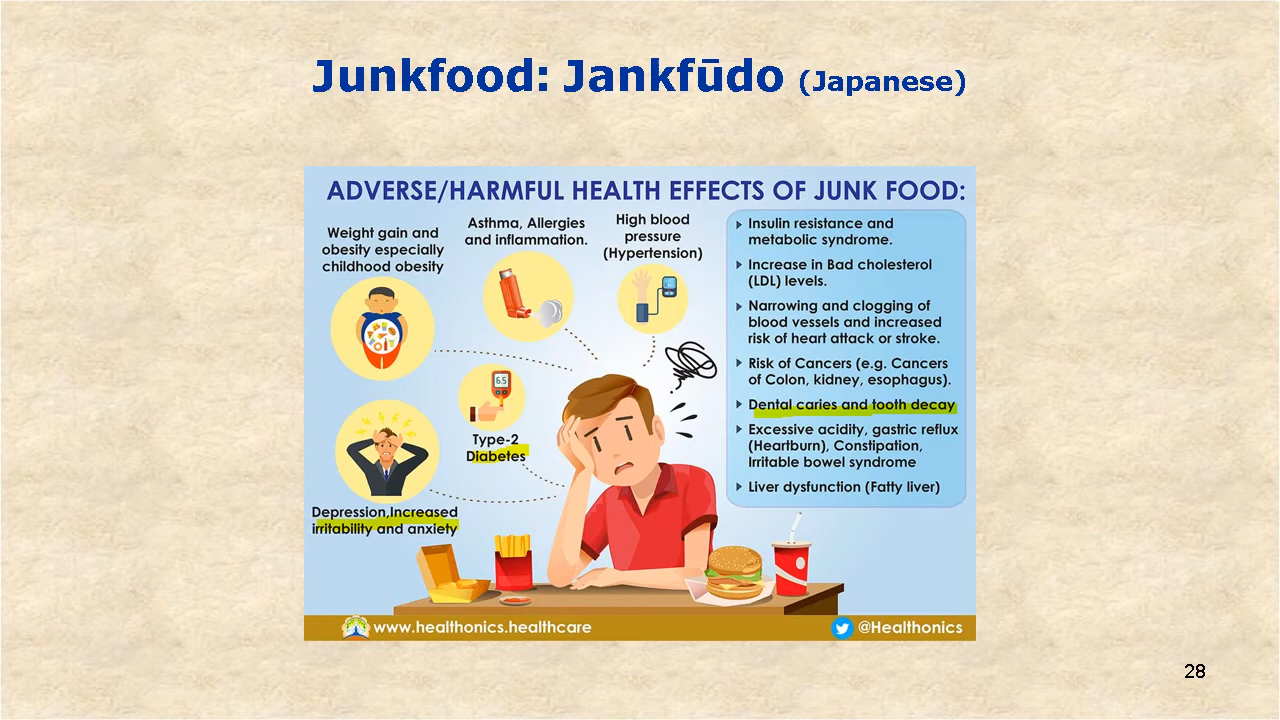 Junkfood: Jankfūdo (Japanese)
ADVERSE/HARMFUL HEALTH EFFECTS OF JUNK FOOD:
Weight gain and
obesity especially
childhood obesity
Asthma, Allergies
and inflammation.
High blood
pressure
(Hypertension)
6.5
Type-2
Diabetes
Depression,Increased
irritability and anxiety
Insulin resistance and
metabolic syndrome.
Increase in Bad cholesterol
(LDL) levels.
Narrowing and clogging of
blood vessels and increased
risk of heart attack or stroke.
Risk of Cancers (e.g. Cancers
of Colon, kidney, esophagus).
Dental caries and tooth decay
Excessive acidity, gastric reflux
(Heartburn), Constipation,
Irritable bowel syndrome
Liver dysfunction (Fatty liver)
www.healthonics.healthcare
@Healthonics
28